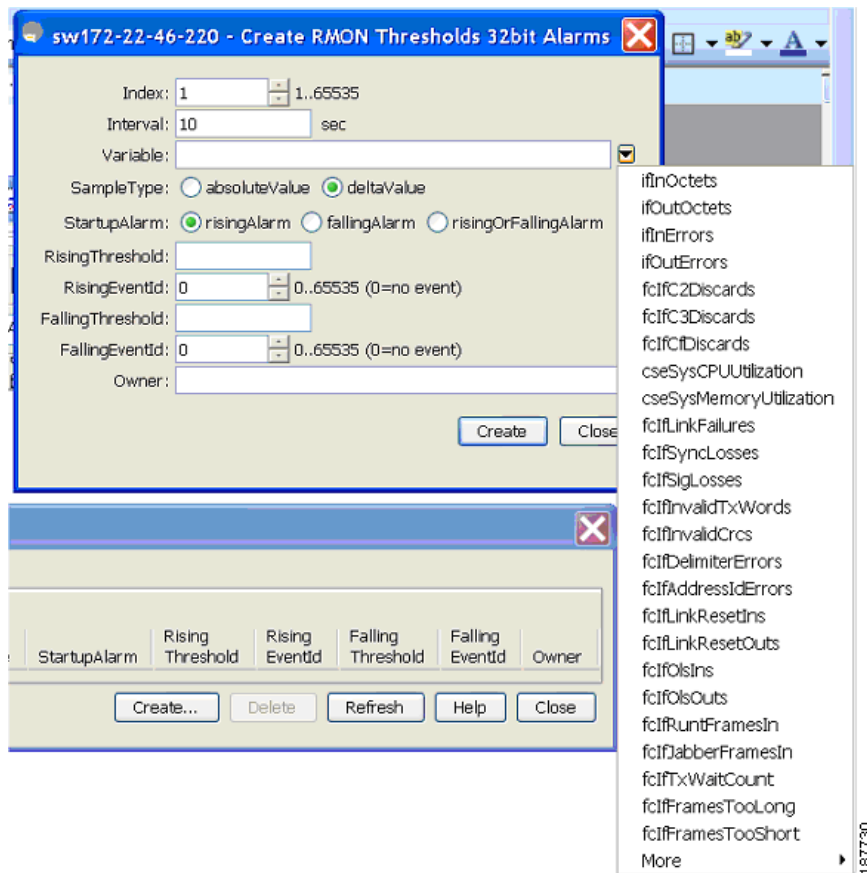 sw172-22-46-220 - Create RMON Thresholds 32bit Alarms
Index: 1 1..65535
Interval: 10 sec
Variable:
SampleType: absoluteValue deltaValue
StartupAlarm: risingAlarm fallingAlarm risingOrFallingAlarm
RisingThreshold:
RisingEventId: 0 0..65535 (0=no event)
FallingThreshold:
FallingEventId: 0 0..65535 (0=no event)
Owner:
Create Close
ifInOctets
ifOutOctets
ifInErrors
ifOutErrors
fcIfC2Discards
fcIfC3Discards
fcIfCfDiscards
cseSysCPUUtilization
cseSysMemoryUtilization
fcIfLinkFailures
fcIfSyncLosses
fcIfSigLosses
fcIfInvalidTxWords
fcIfInvalidCrcs
fcIfDelimiterErrors
fcIfAddressIdErrors
fcIfLinkResetIns
fcIfLinkResetOuts
fcIfOlsIns
fcIfOlsOuts
fcIfRuntFramesIn
fcIfJabberFramesIn
fcIfTxWaitCount
fcIfFramesTooLong
fcIfFramesTooShort
More
StartupAlarm Rising Threshold Rising EventId Falling Threshold Falling EventId Owner
Create... Delete Refresh Help Close
187730